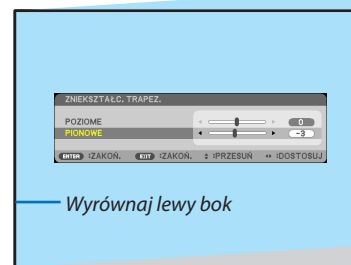 ZNIEKSZTAŁC. TRAPEZ.
POZIOME 0
PIONOWE -3
ENTER :ZAKOŃ. EXIT :ZAKOŃ. :PRZESUŃ :DOSTOSUJ
Wyrównaj lewy bok